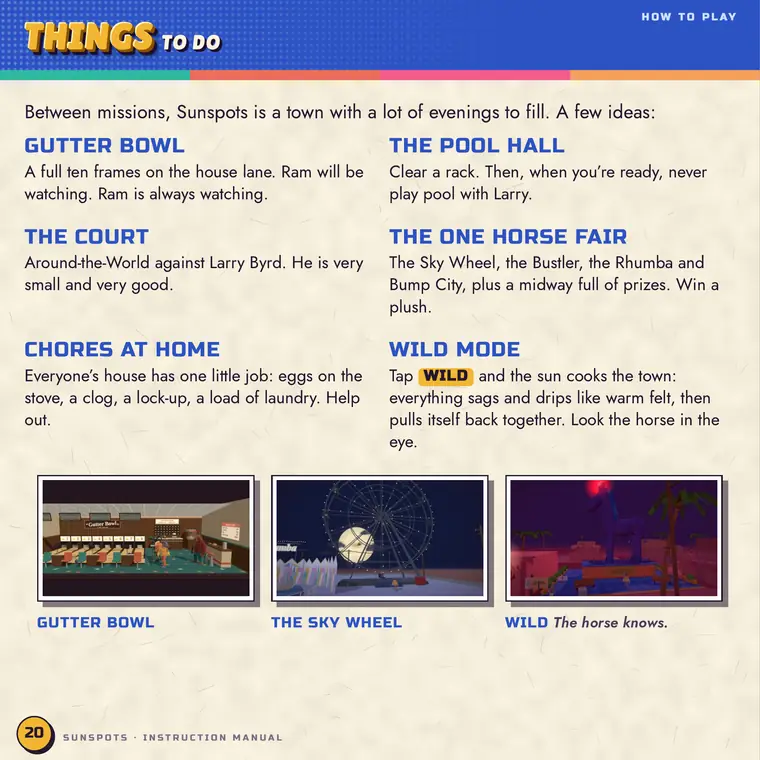 HOW TO PLAY
THINGS TO DO
Between missions, Sunspots is a town with a lot of evenings to fill. A few ideas:
GUTTER BOWL
A full ten frames on the house lane. Ram will be
watching. Ram is always watching.
THE POOL HALL
Clear a rack. Then, when you’re ready, never
play pool with Larry.
THE COURT
Around-the-World against Larry Byrd. He is very
small and very good.
THE ONE HORSE FAIR
The Sky Wheel, the Bustler, the Rhumba and
Bump City, plus a midway full of prizes. Win a
plush.
CHORES AT HOME
Everyone’s house has one little job: eggs on the
stove, a clog, a lock-up, a load of laundry. Help
out.
WILD MODE
Tap WILD and the sun cooks the town:
everything sags and drips like warm felt, then
pulls itself back together. Look the horse in the
eye.
Gutter Bowl
GUTTER BOWL
THE SKY WHEEL
WILD The horse knows.
20 SUNSPOTS · INSTRUCTION MANUAL